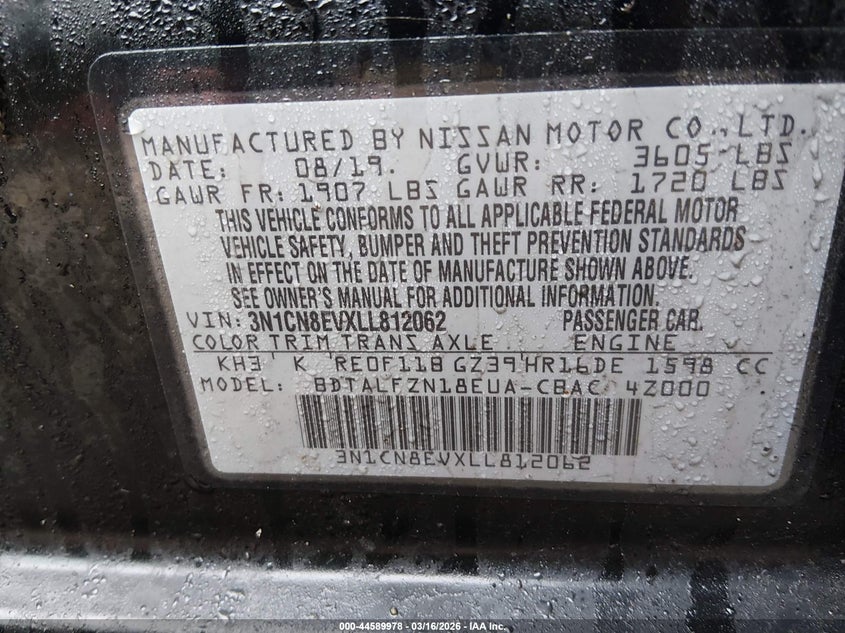 MANUFACTURED BY NISSAN MOTOR CO., LTD.
DATE: 08/19. GVWR: 3605 LBS
GAWR FR: 1907 LBS GAWR RR: 1720 LBS
THIS VEHICLE CONFORMS TO ALL APPLICABLE FEDERAL MOTOR
VEHICLE SAFETY, BUMPER AND THEFT PREVENTION STANDARDS
IN EFFECT ON THE DATE OF MANUFACTURE SHOWN ABOVE.
SEE OWNER'S MANUAL FOR ADDITIONAL INFORMATION.
VIN: 3N1CN8EVXLL812062 PASSENGER CAR.
COLOR TRIM TRANS AXLE ENGINE
KH3 K RE0F11B GZ39 HR16DE 1598 CC
MODEL: BDTALFZN18EUA-CBAC 4Z000
3N1CN8EVXLL812062
000-44589978 - 03/16/2026 - IAA Inc.